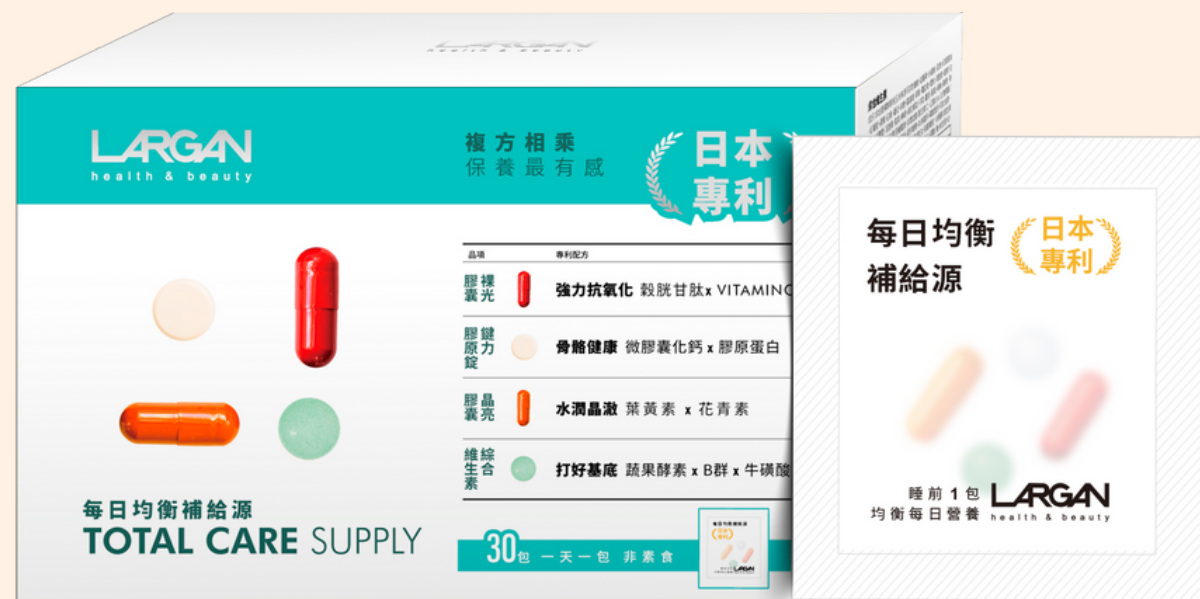 LARGAN
health & beauty
LARGAN
health & beauty
複方相乘
保養最有感
日本
專利
品項
專利配方
裸光
膠囊
強力抗氧化 穀胱甘肽x VITAMINC
鍵力
膠原錠
骨骼健康 微膠囊化鈣 x 膠原蛋白
晶亮
膠囊
水潤晶澈 葉黃素 x 花青素
綜合
維生素
打好基底 蔬果酵素 x B群 x 牛磺酸
每日均衡補給源
TOTAL CARE SUPPLY
30包 一天一包 非素食
每日均衡
補給源
日本
專利
睡前1包
均衡每日營養
LARGAN
health & beauty